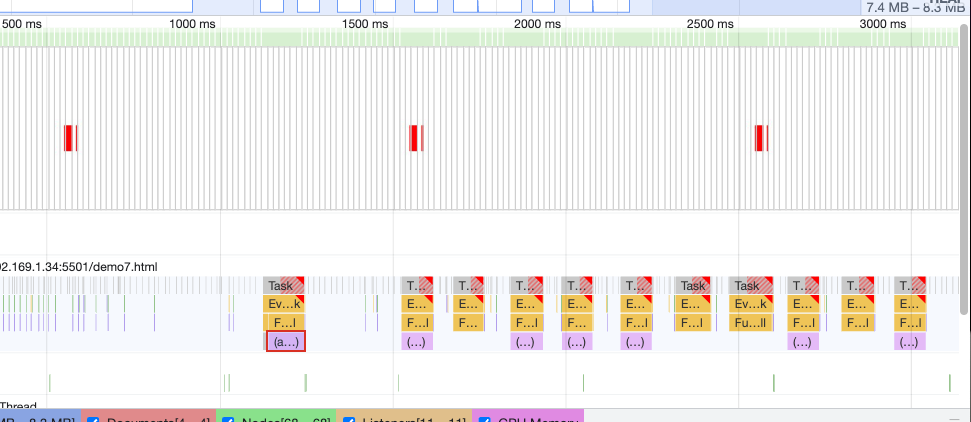 7.4 MB – 8.3 MB
500 ms 1000 ms 1500 ms 2000 ms 2500 ms 3000 ms
92.169.1.34:5501/demo7.html
Task T... T... T... T... T... Task Task T... T... T...
Ev...k E... E... E... E... E... E...l Ev...k E... E... E...
F...l F...l F... F...l F... F...l F...l Fu...ll F...l F...l F...l
(a...) (...) (...) (...) (...) (...) (...)
Thread
MB – 8.3 MB] Documents[4 – 4] Nodes[68 – 68] Listeners[11 – 11] GPU Memory